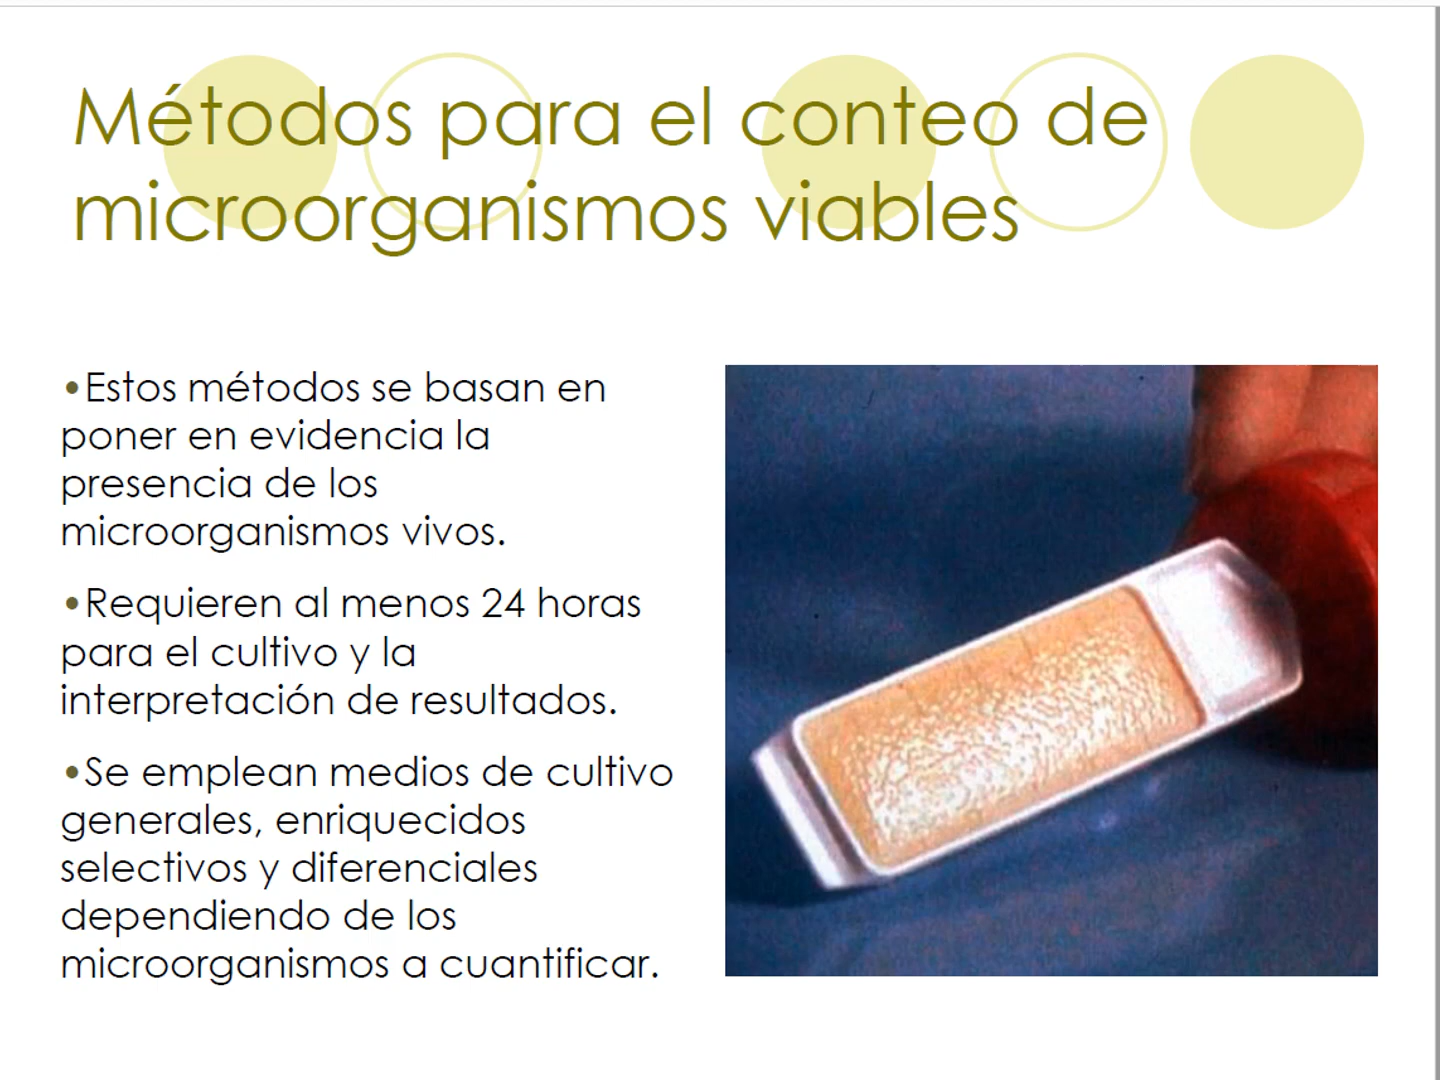 Métodos para el conteo de
microorganismos viables
•Estos métodos se basan en
poner en evidencia la
presencia de los
microorganismos vivos.
•Requieren al menos 24 horas
para el cultivo y la
interpretación de resultados.
•Se emplean medios de cultivo
generales, enriquecidos
selectivos y diferenciales
dependiendo de los
microorganismos a cuantificar.